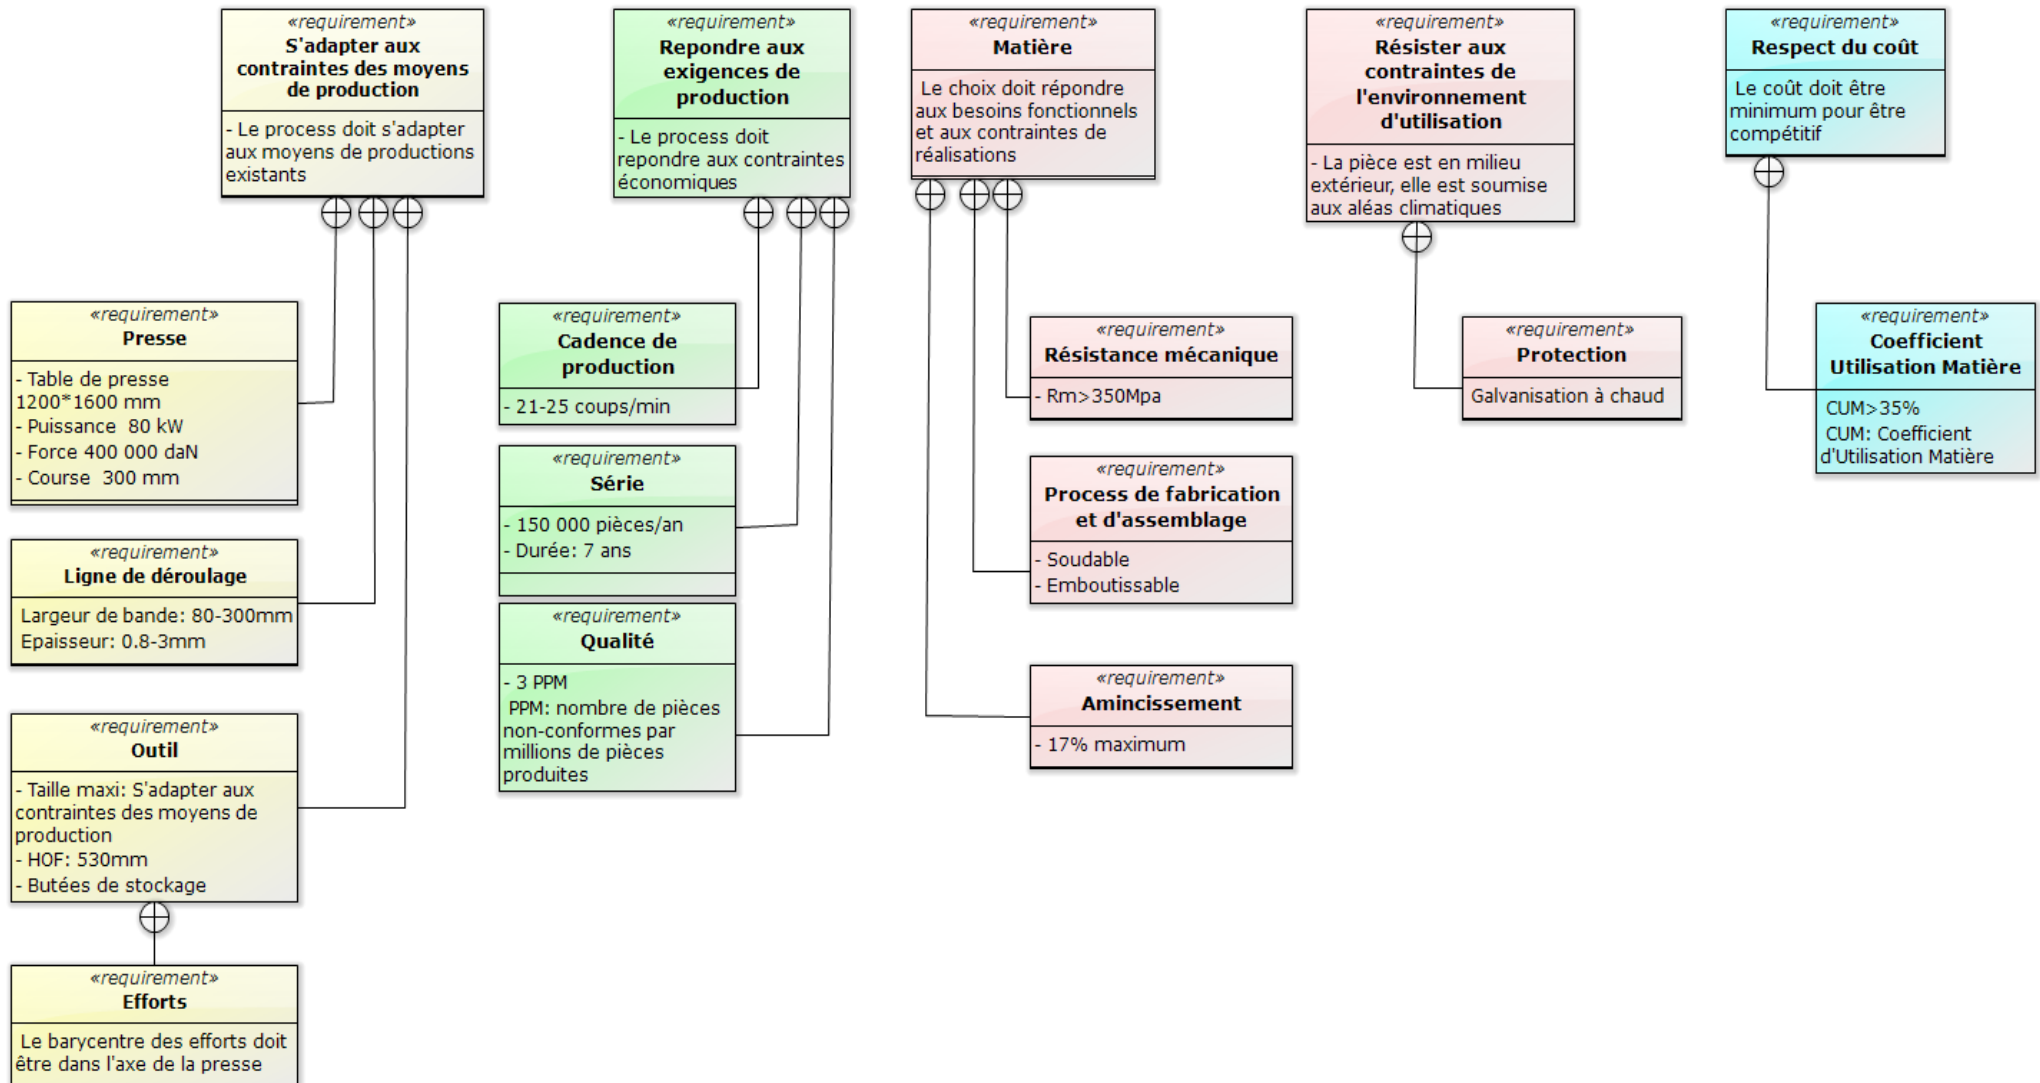 «requirement»
S'adapter aux
contraintes des moyens
de production
- Le process doit s'adapter
aux moyens de productions
existants
«requirement»
Repondre aux
exigences de
production
- Le process doit
repondre aux contraintes
économiques
«requirement»
Matière
Le choix doit répondre
aux besoins fonctionnels
et aux contraintes de
réalisations
«requirement»
Résister aux
contraintes de
l'environnement
d'utilisation
- La pièce est en milieu
extérieur, elle est soumise
aux aléas climatiques
«requirement»
Respect du coût
Le coût doit être
minimum pour être
compétitif
«requirement»
Presse
- Table de presse
1200*1600 mm
- Puissance 80 kW
- Force 400 000 daN
- Course 300 mm
«requirement»
Ligne de déroulage
Largeur de bande: 80-300mm
Epaisseur: 0.8-3mm
«requirement»
Outil
- Taille maxi: S'adapter aux
contraintes des moyens de
production
- HOF: 530mm
- Butées de stockage
«requirement»
Efforts
Le barycentre des efforts doit
être dans l'axe de la presse
«requirement»
Cadence de
production
- 21-25 coups/min
«requirement»
Série
- 150 000 pièces/an
- Durée: 7 ans
«requirement»
Qualité
- 3 PPM
PPM: nombre de pièces
non-conformes par
millions de pièces
produites
«requirement»
Résistance mécanique
- Rm>350Mpa
«requirement»
Process de fabrication
et d'assemblage
- Soudable
- Emboutissable
«requirement»
Amincissement
- 17% maximum
«requirement»
Protection
Galvanisation à chaud
«requirement»
Coefficient
Utilisation Matière
CUM>35%
CUM: Coefficient
d'Utilisation Matière